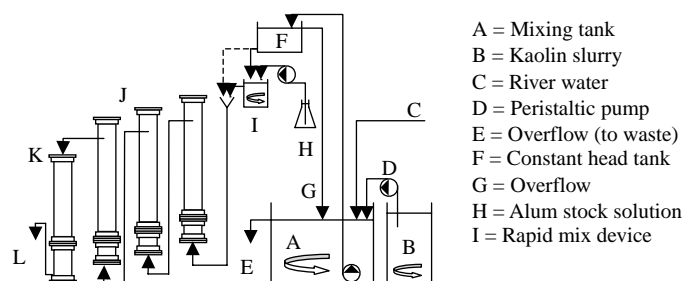 F
J
I
H
C
K
D
G
L
E
A
B
A = Mixing tank
B = Kaolin slurry
C = River water
D = Peristaltic pump
E = Overflow (to waste)
F = Constant head tank
G = Overflow
H = Alum stock solution
I = Rapid mix device